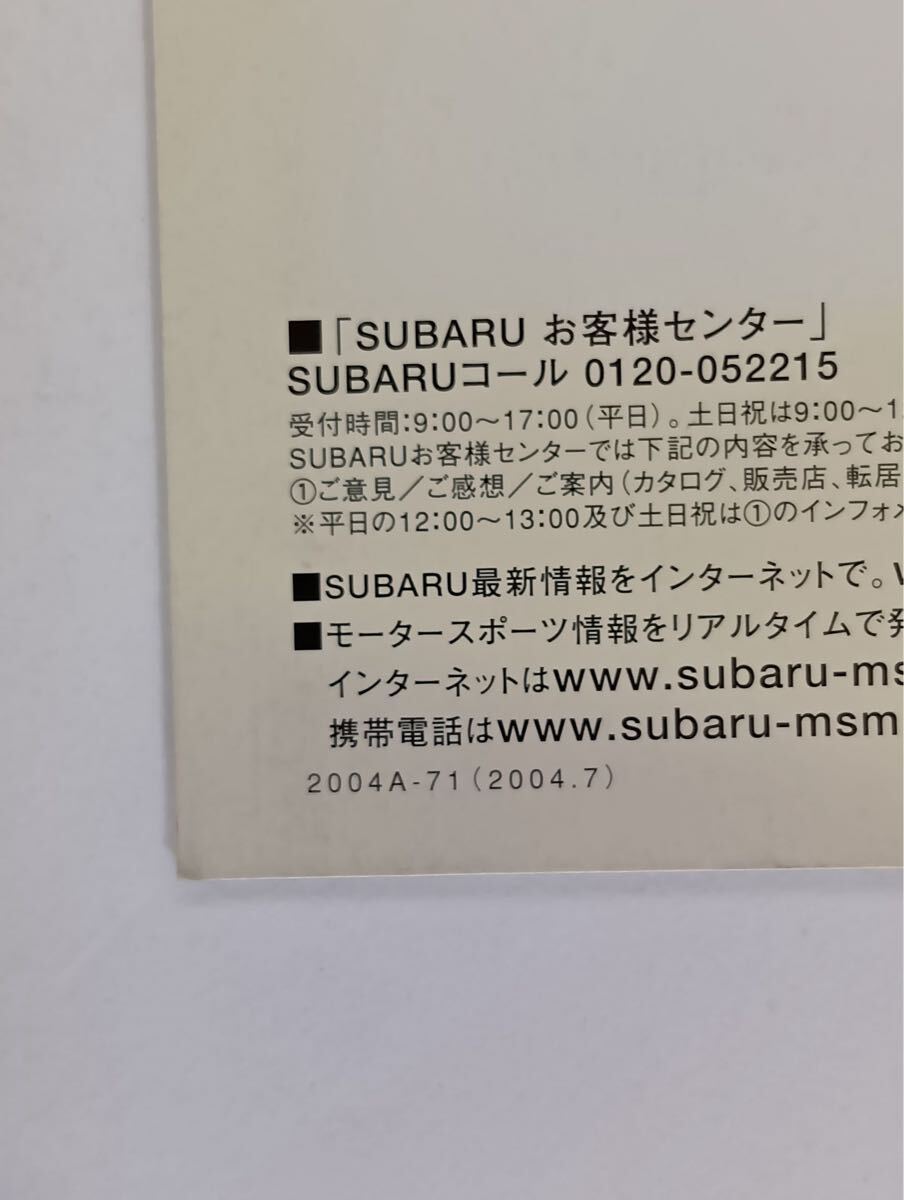 ■「SUBARU お客様センター」
SUBARUコール 0120-052215
受付時間:9:00〜17:00(平日)。土日祝は9:00〜1
SUBARUお客様センターでは下記の内容を承ってお
①ご意見／ご感想／ご案内(カタログ、販売店、転居
※平日の12:00〜13:00及び土日祝は①のインフォメ
■SUBARU最新情報をインターネットで。w
■モータースポーツ情報をリアルタイムで発
インターネットはwww.subaru-ms
携帯電話はwww.subaru-msm
2004A-71(2004.7)